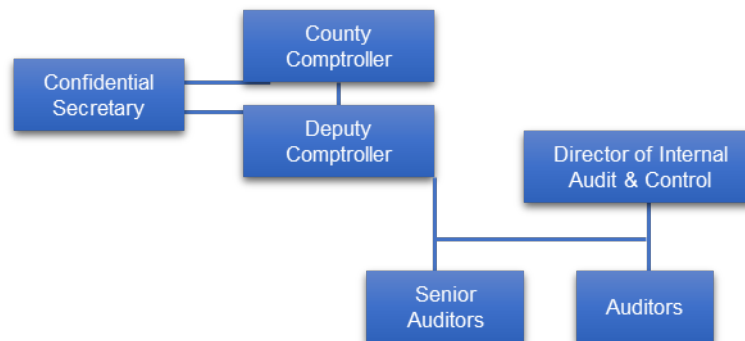 County
Comptroller
Confidential
Secretary
Deputy
Comptroller
Director of Internal
Audit & Control
Senior
Auditors
Auditors